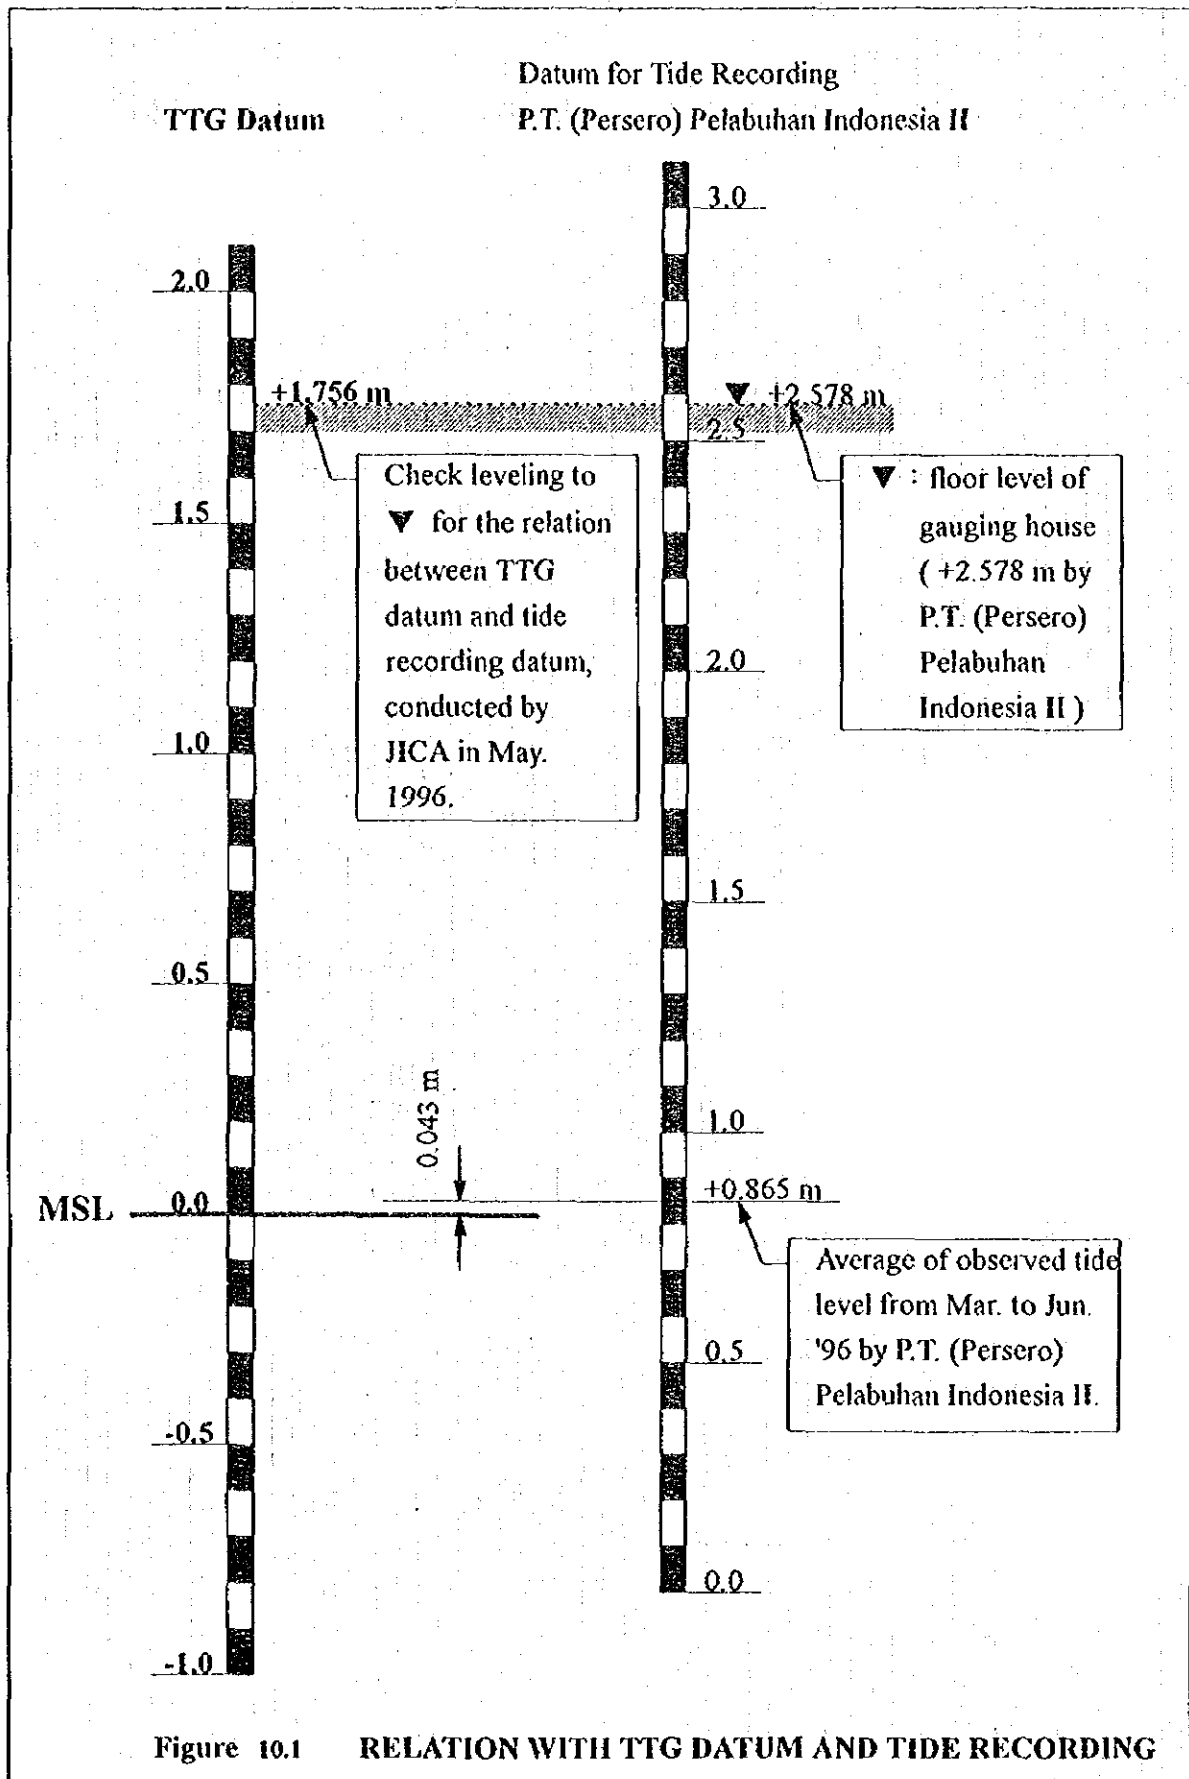 Datum for Tide Recording
TTG Datum
P.T. (Persero) Pelabuhan Indonesia II
3.0
2.0
+1.756 m
+2.578 m
2.5
Check leveling to
▼ for the relation
between TTG
datum and tide
recording datum,
conducted by
JICA in May.
1996.
▼ : floor level of
gauging house
( +2.578 m by
P.T. (Persero)
Pelabuhan
Indonesia II )
1.5
2.0
1.0
1.5
0.5
0.043 m
1.0
MSL
0.0
+0.865 m
Average of observed tide
level from Mar. to Jun.
'96 by P.T. (Persero)
Pelabuhan Indonesia II.
0.5
-0.5
0.0
-1.0
Figure 10.1 RELATION WITH TTG DATUM AND TIDE RECORDING